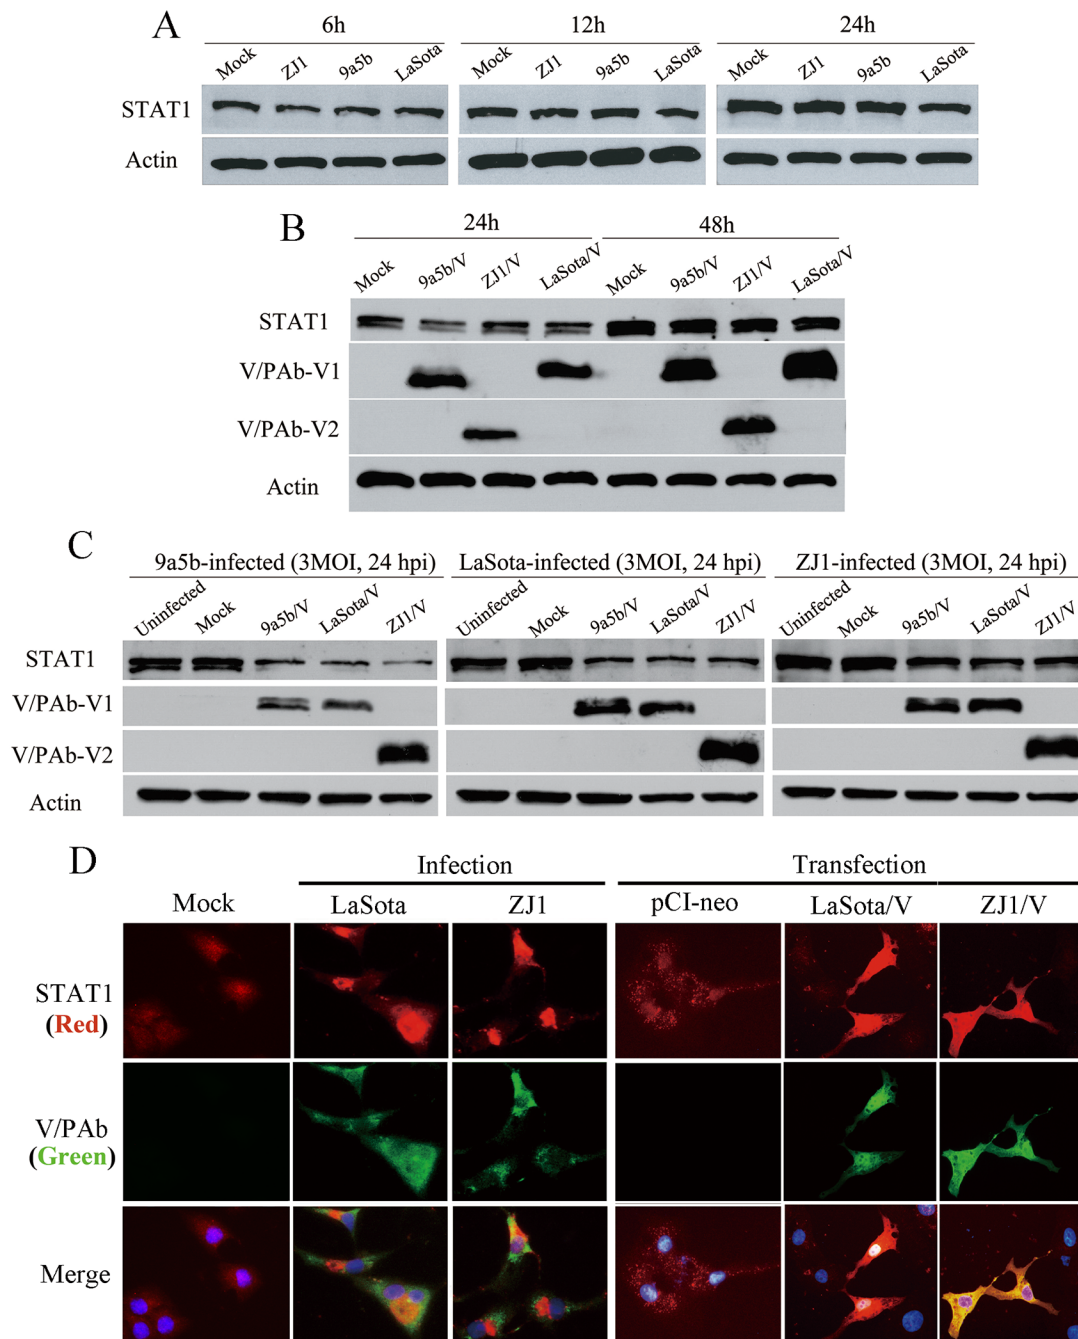 A
6h
12h
24h
Mock
ZJ1
9a5b
LaSota
Mock
ZJ1
9a5b
LaSota
Mock
ZJ1
9a5b
LaSota
STAT1
Actin
B
24h
48h
Mock
9a5b/V
ZJ1/V
LaSota/V
Mock
9a5b/V
ZJ1/V
LaSota/V
STAT1
V/PAb-V1
V/PAb-V2
Actin
C
9a5b-infected (3MOI, 24 hpi)
LaSota-infected (3MOI, 24 hpi)
ZJ1-infected (3MOI, 24 hpi)
Uninfected
Mock
9a5b/V
LaSota/V
ZJ1/V
Uninfected
Mock
9a5b/V
LaSota/V
ZJ1/V
Uninfected
Mock
9a5b/V
LaSota/V
ZJ1/V
STAT1
V/PAb-V1
V/PAb-V2
Actin
D
Infection
Transfection
Mock
LaSota
ZJ1
pCI-neo
LaSota/V
ZJ1/V
STAT1
(Red)
V/PAb
(Green)
Merge